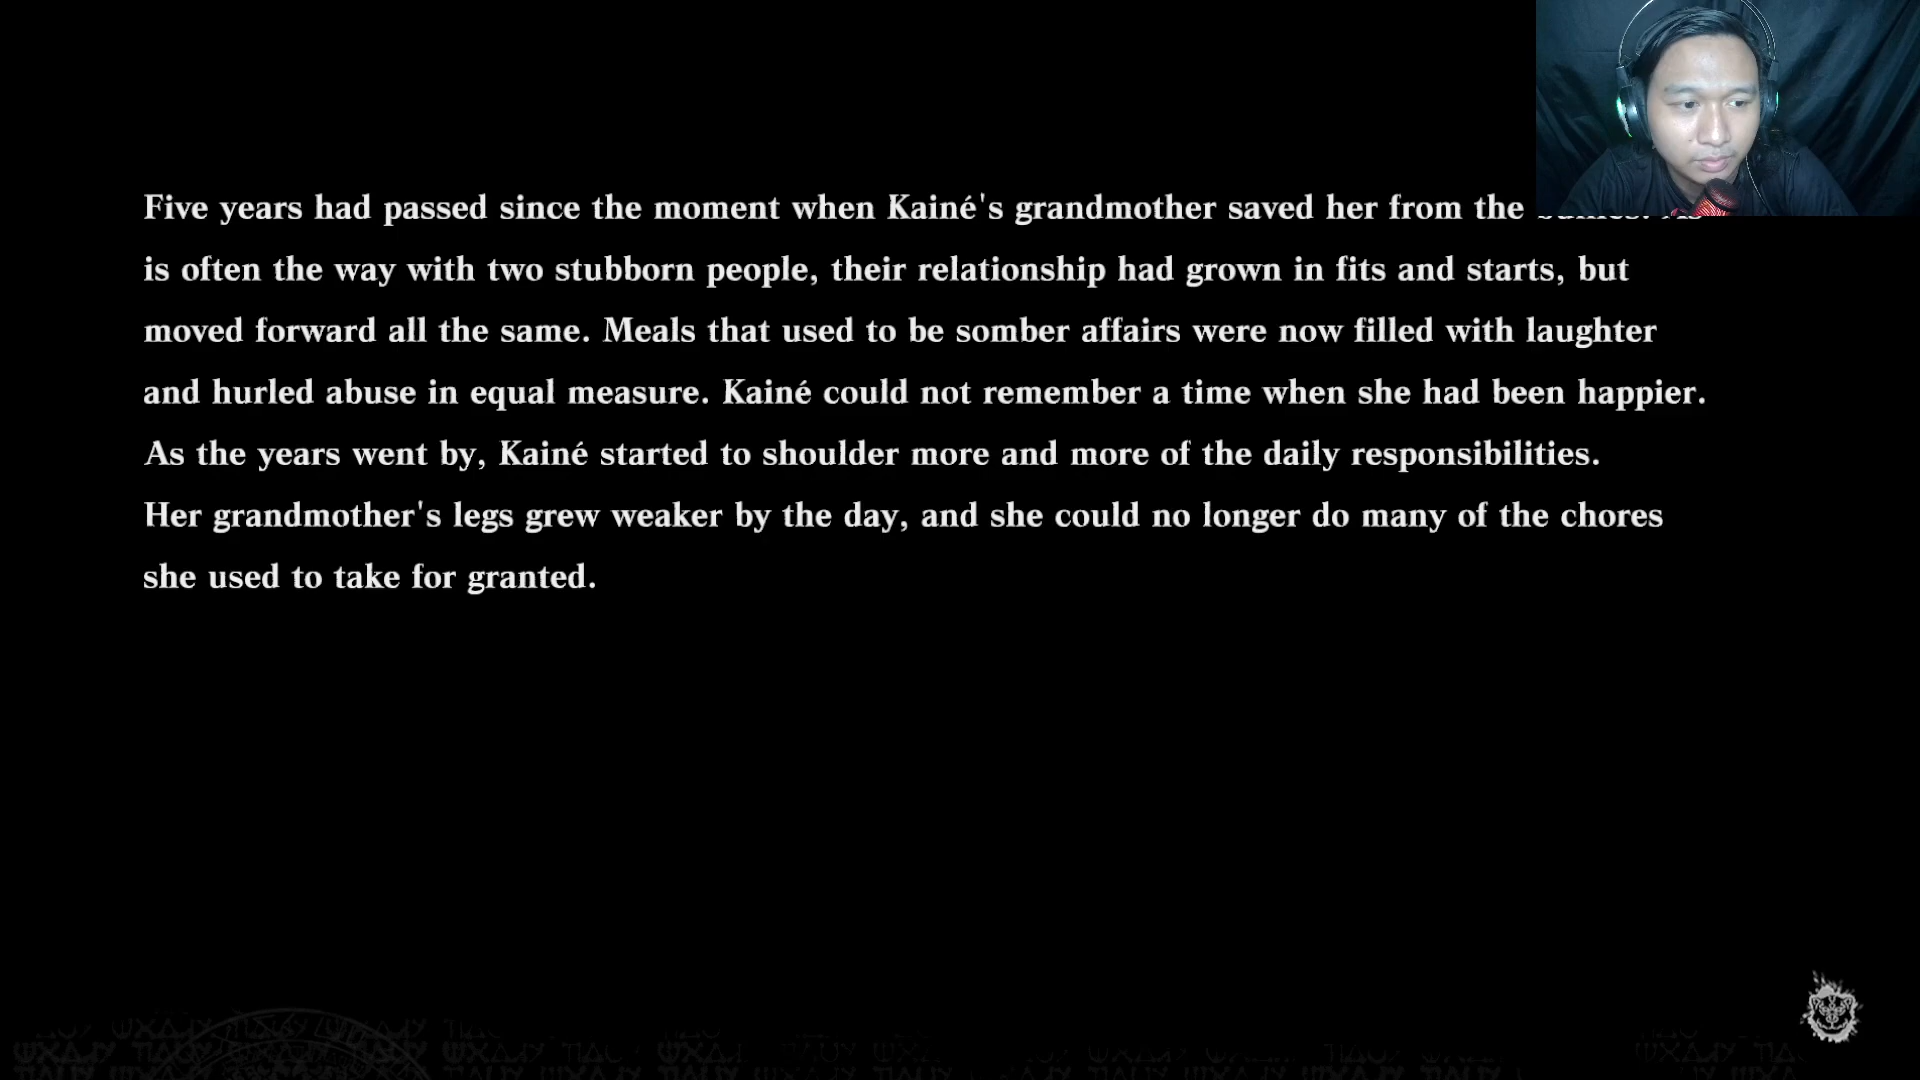 Five years had passed since the moment when Kainé's grandmother saved her from the
is often the way with two stubborn people, their relationship had grown in fits and starts, but
moved forward all the same. Meals that used to be somber affairs were now filled with laughter
and hurled abuse in equal measure. Kainé could not remember a time when she had been happier.
As the years went by, Kainé started to shoulder more and more of the daily responsibilities.
Her grandmother's legs grew weaker by the day, and she could no longer do many of the chores
she used to take for granted.